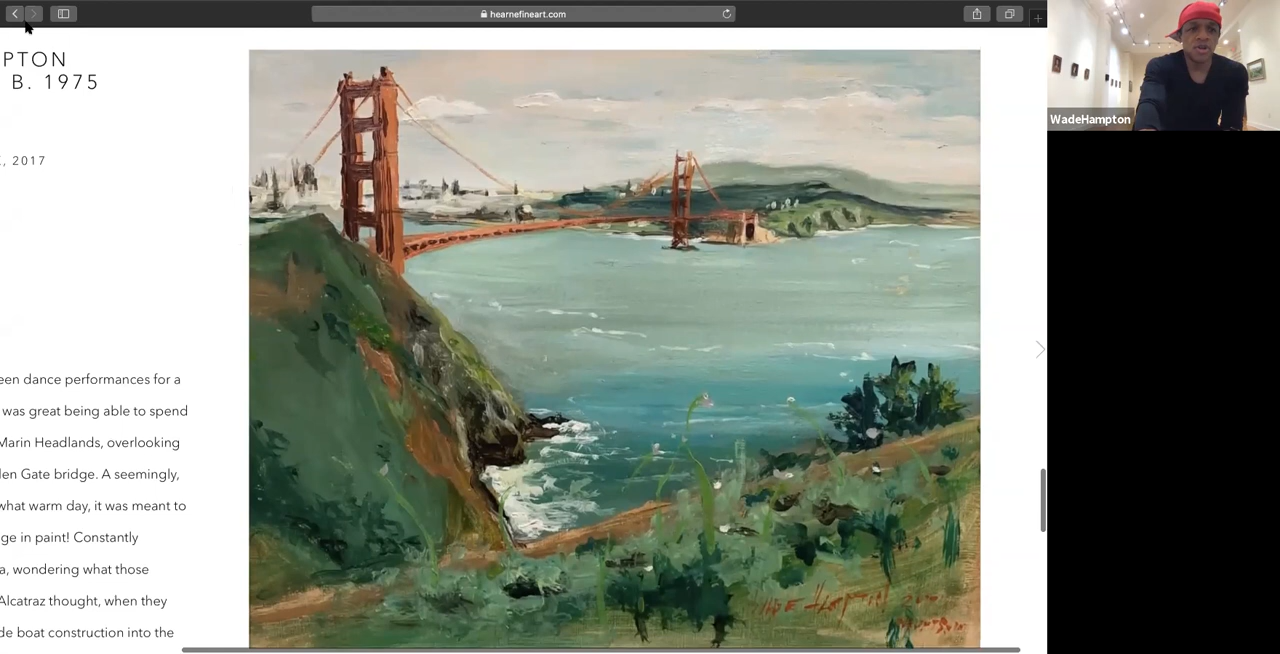 hearnefineart.com
PTON
B. 1975
, 2017
een dance performances for a
was great being able to spend
Marin Headlands, overlooking
en Gate bridge. A seemingly,
what warm day, it was meant to
ge in paint! Constantly
a, wondering what those
Alcatraz thought, when they
de boat construction into the
WadeHampton